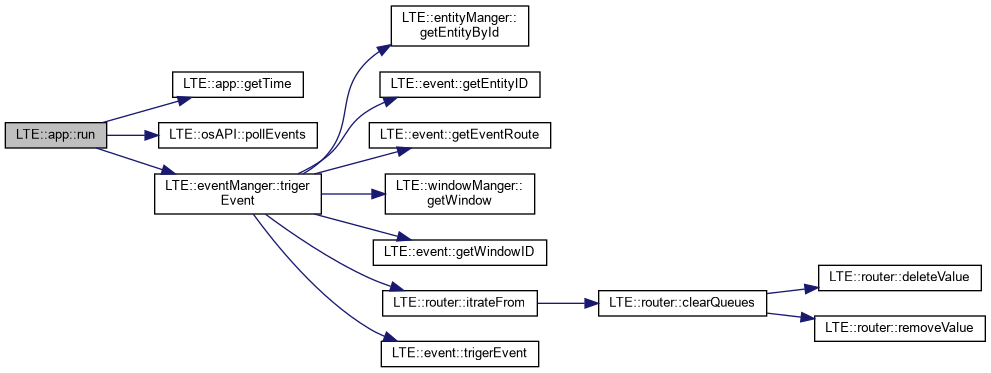 LTE::app::run
LTE::app::getTime
LTE::osAPI::pollEvents
LTE::eventManger::triger
Event
LTE::entityManger::
getEntityById
LTE::event::getEntityID
LTE::event::getEventRoute
LTE::windowManger::
getWindow
LTE::event::getWindowID
LTE::router::itrateFrom
LTE::event::trigerEvent
LTE::router::clearQueues
LTE::router::deleteValue
LTE::router::removeValue